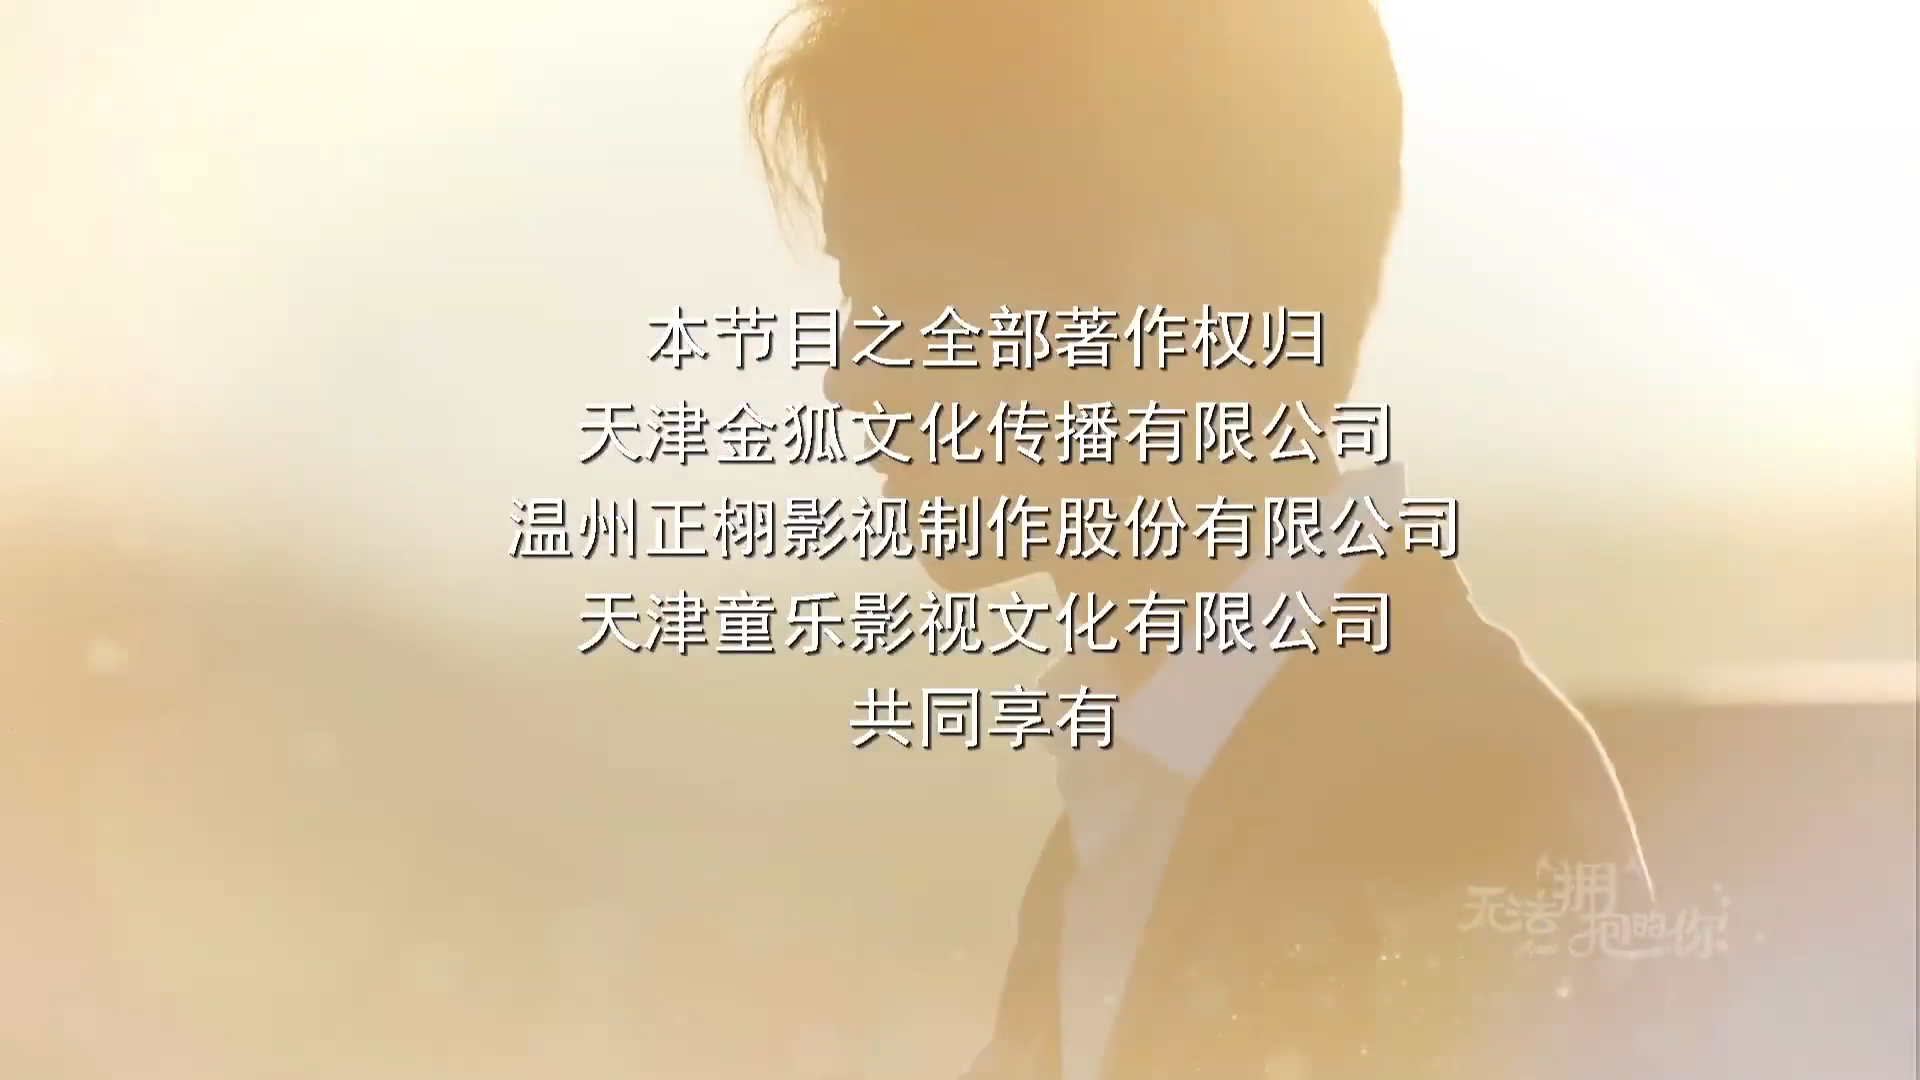 本节目之全部著作权归
天津金狐文化传播有限公司
温州正栩影视制作股份有限公司
天津童乐影视文化有限公司
共同享有
无法拥抱的你